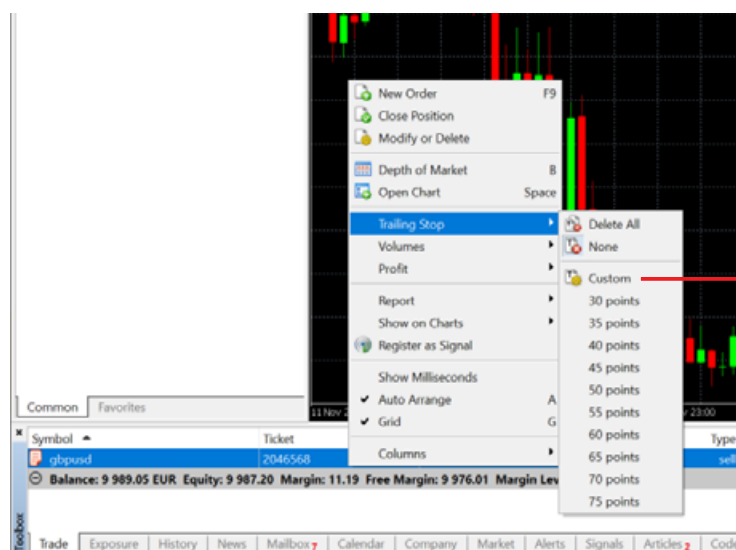 New Order F9
Close Position
Modify or Delete
Depth of Market B
Open Chart Space
Trailing Stop
Volumes
Profit
Report
Show on Charts
Register as Signal
Show Milliseconds
Auto Arrange A
Grid G
Columns
Delete All
None
Custom
30 points
35 points
40 points
45 points
50 points
55 points
60 points
65 points
70 points
75 points
Common Favorites
11 Nov 2
23:00
Symbol Ticket Type
gbpusd 2046568 sell
Balance: 9 989.05 EUR Equity: 9 987.20 Margin: 11.19 Free Margin: 9 976.01 Margin Lev
Toolbox
Trade Exposure History News Mailbox 7 Calendar Company Market Alerts Signals Articles 2 Code